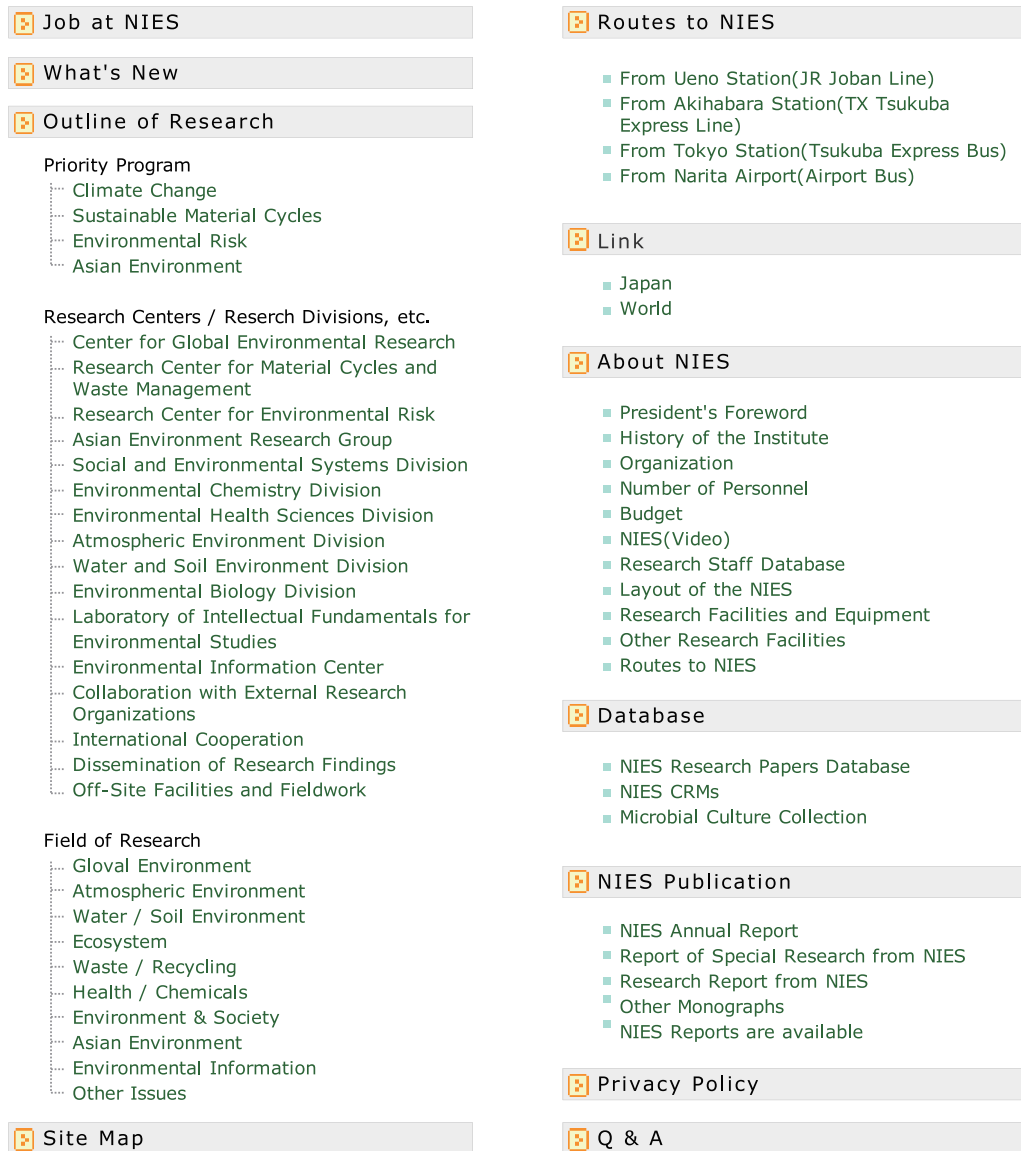 Job at NIES
What's New
Outline of Research
Priority Program
Climate Change
Sustainable Material Cycles
Environmental Risk
Asian Environment
Research Centers / Reserch Divisions, etc.
Center for Global Environmental Research
Research Center for Material Cycles and
Waste Management
Research Center for Environmental Risk
Asian Environment Research Group
Social and Environmental Systems Division
Environmental Chemistry Division
Environmental Health Sciences Division
Atmospheric Environment Division
Water and Soil Environment Division
Environmental Biology Division
Laboratory of Intellectual Fundamentals for
Environmental Studies
Environmental Information Center
Collaboration with External Research
Organizations
International Cooperation
Dissemination of Research Findings
Off-Site Facilities and Fieldwork
Field of Research
Gloval Environment
Atmospheric Environment
Water / Soil Environment
Ecosystem
Waste / Recycling
Health / Chemicals
Environment & Society
Asian Environment
Environmental Information
Other Issues
Site Map
Routes to NIES
From Ueno Station(JR Joban Line)
From Akihabara Station(TX Tsukuba
Express Line)
From Tokyo Station(Tsukuba Express Bus)
From Narita Airport(Airport Bus)
Link
Japan
World
About NIES
President's Foreword
History of the Institute
Organization
Number of Personnel
Budget
NIES(Video)
Research Staff Database
Layout of the NIES
Research Facilities and Equipment
Other Research Facilities
Routes to NIES
Database
NIES Research Papers Database
NIES CRMs
Microbial Culture Collection
NIES Publication
NIES Annual Report
Report of Special Research from NIES
Research Report from NIES
Other Monographs
NIES Reports are available
Privacy Policy
Q & A